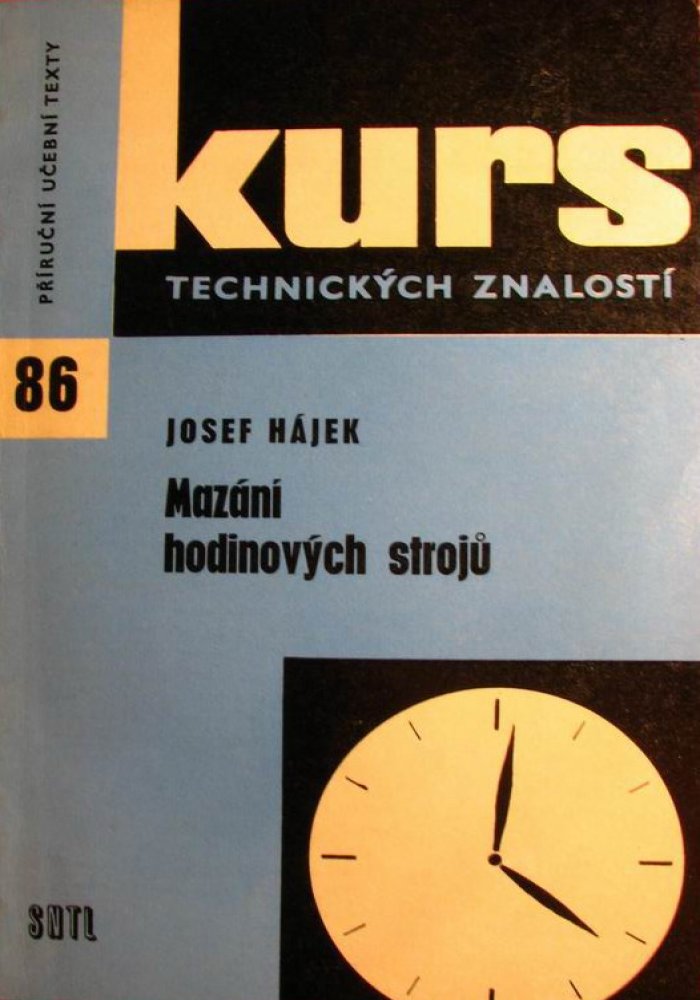 PŘÍRUČNÍ UČEBNÍ TEXTY
kurs
TECHNICKÝCH ZNALOSTÍ
86
JOSEF HÁJEK
Mazání
hodinových strojů
SNTL